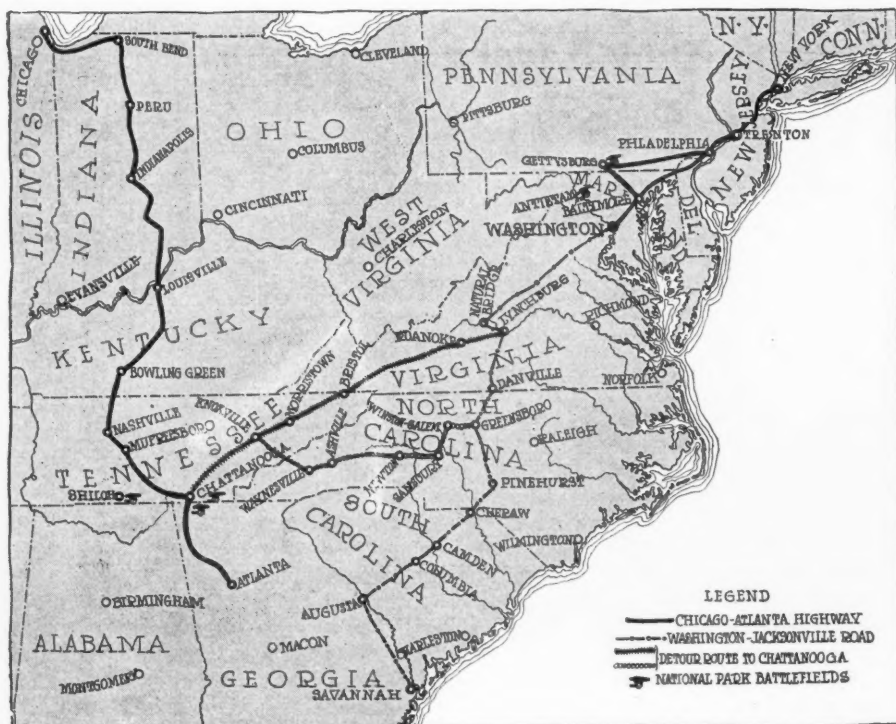 N. Y.
NEW YORK
CONN.
CHICAGO
SOUTH BEND
CLEVELAND
PENNSYLVANIA
PITTSBURG
NEW JERSEY
TRENTON
PHILADELPHIA
PERU
OHIO
COLUMBUS
ILLINOIS
INDIANA
INDIANAPOLIS
GETTYSBURG
ANTIETAM
MARYLAND
BALTIMORE
DEL.
WASHINGTON
CINCINNATI
WEST
VIRGINIA
CHARLESTON
EVANSVILLE
LOUISVILLE
NATURAL
BRIDGE
LYNCHBURG
RICHMOND
KENTUCKY
ROANOKE
VIRGINIA
BOWLING GREEN
MORRISTOWN
BRISTOL
DANVILLE
NORFOLK
NASHVILLE
MUFREESBORO
KNOXVILLE
TENNESSEE
WINSTON-SALEM
NORTH
CAROLINA
GREENSBORO
RALEIGH
ASHVILLE
NEWTON
SALISBURY
WAYNESVILLE
CHATTANOOGA
SHILOH
PINEHURST
SOUTH
CAROLINA
CHERAW
WILMINGTON
CAMDEN
COLUMBIA
ATLANTA
BIRMINGHAM
AUGUSTA
ALABAMA
MACON
CHARLESTON
MONTGOMERY
GEORGIA
SAVANNAH
LEGEND
CHICAGO-ATLANTA HIGHWAY
WASHINGTON-JACKSONVILLE ROAD
DETOUR ROUTE TO CHATTANOOGA
NATIONAL PARK BATTLEFIELDS